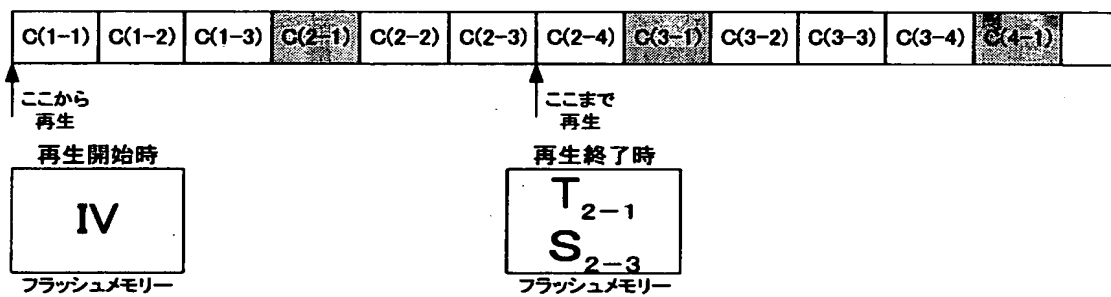 C(1-1) C(1-2) C(1-3) C(2-1) C(2-2) C(2-3) C(2-4) C(3-1) C(3-2) C(3-3) C(3-4) C(4-1)
ここから
再生
ここまで
再生
再生開始時
IV
フラッシュメモリー
再生終了時
T2-1
S2-3
フラッシュメモリー